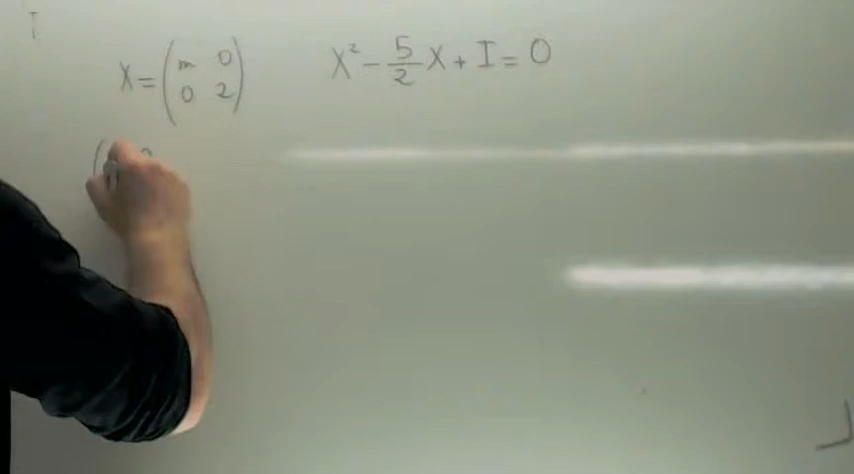 X = (m 0
0 2)
X² - 5/2 X + I = 0